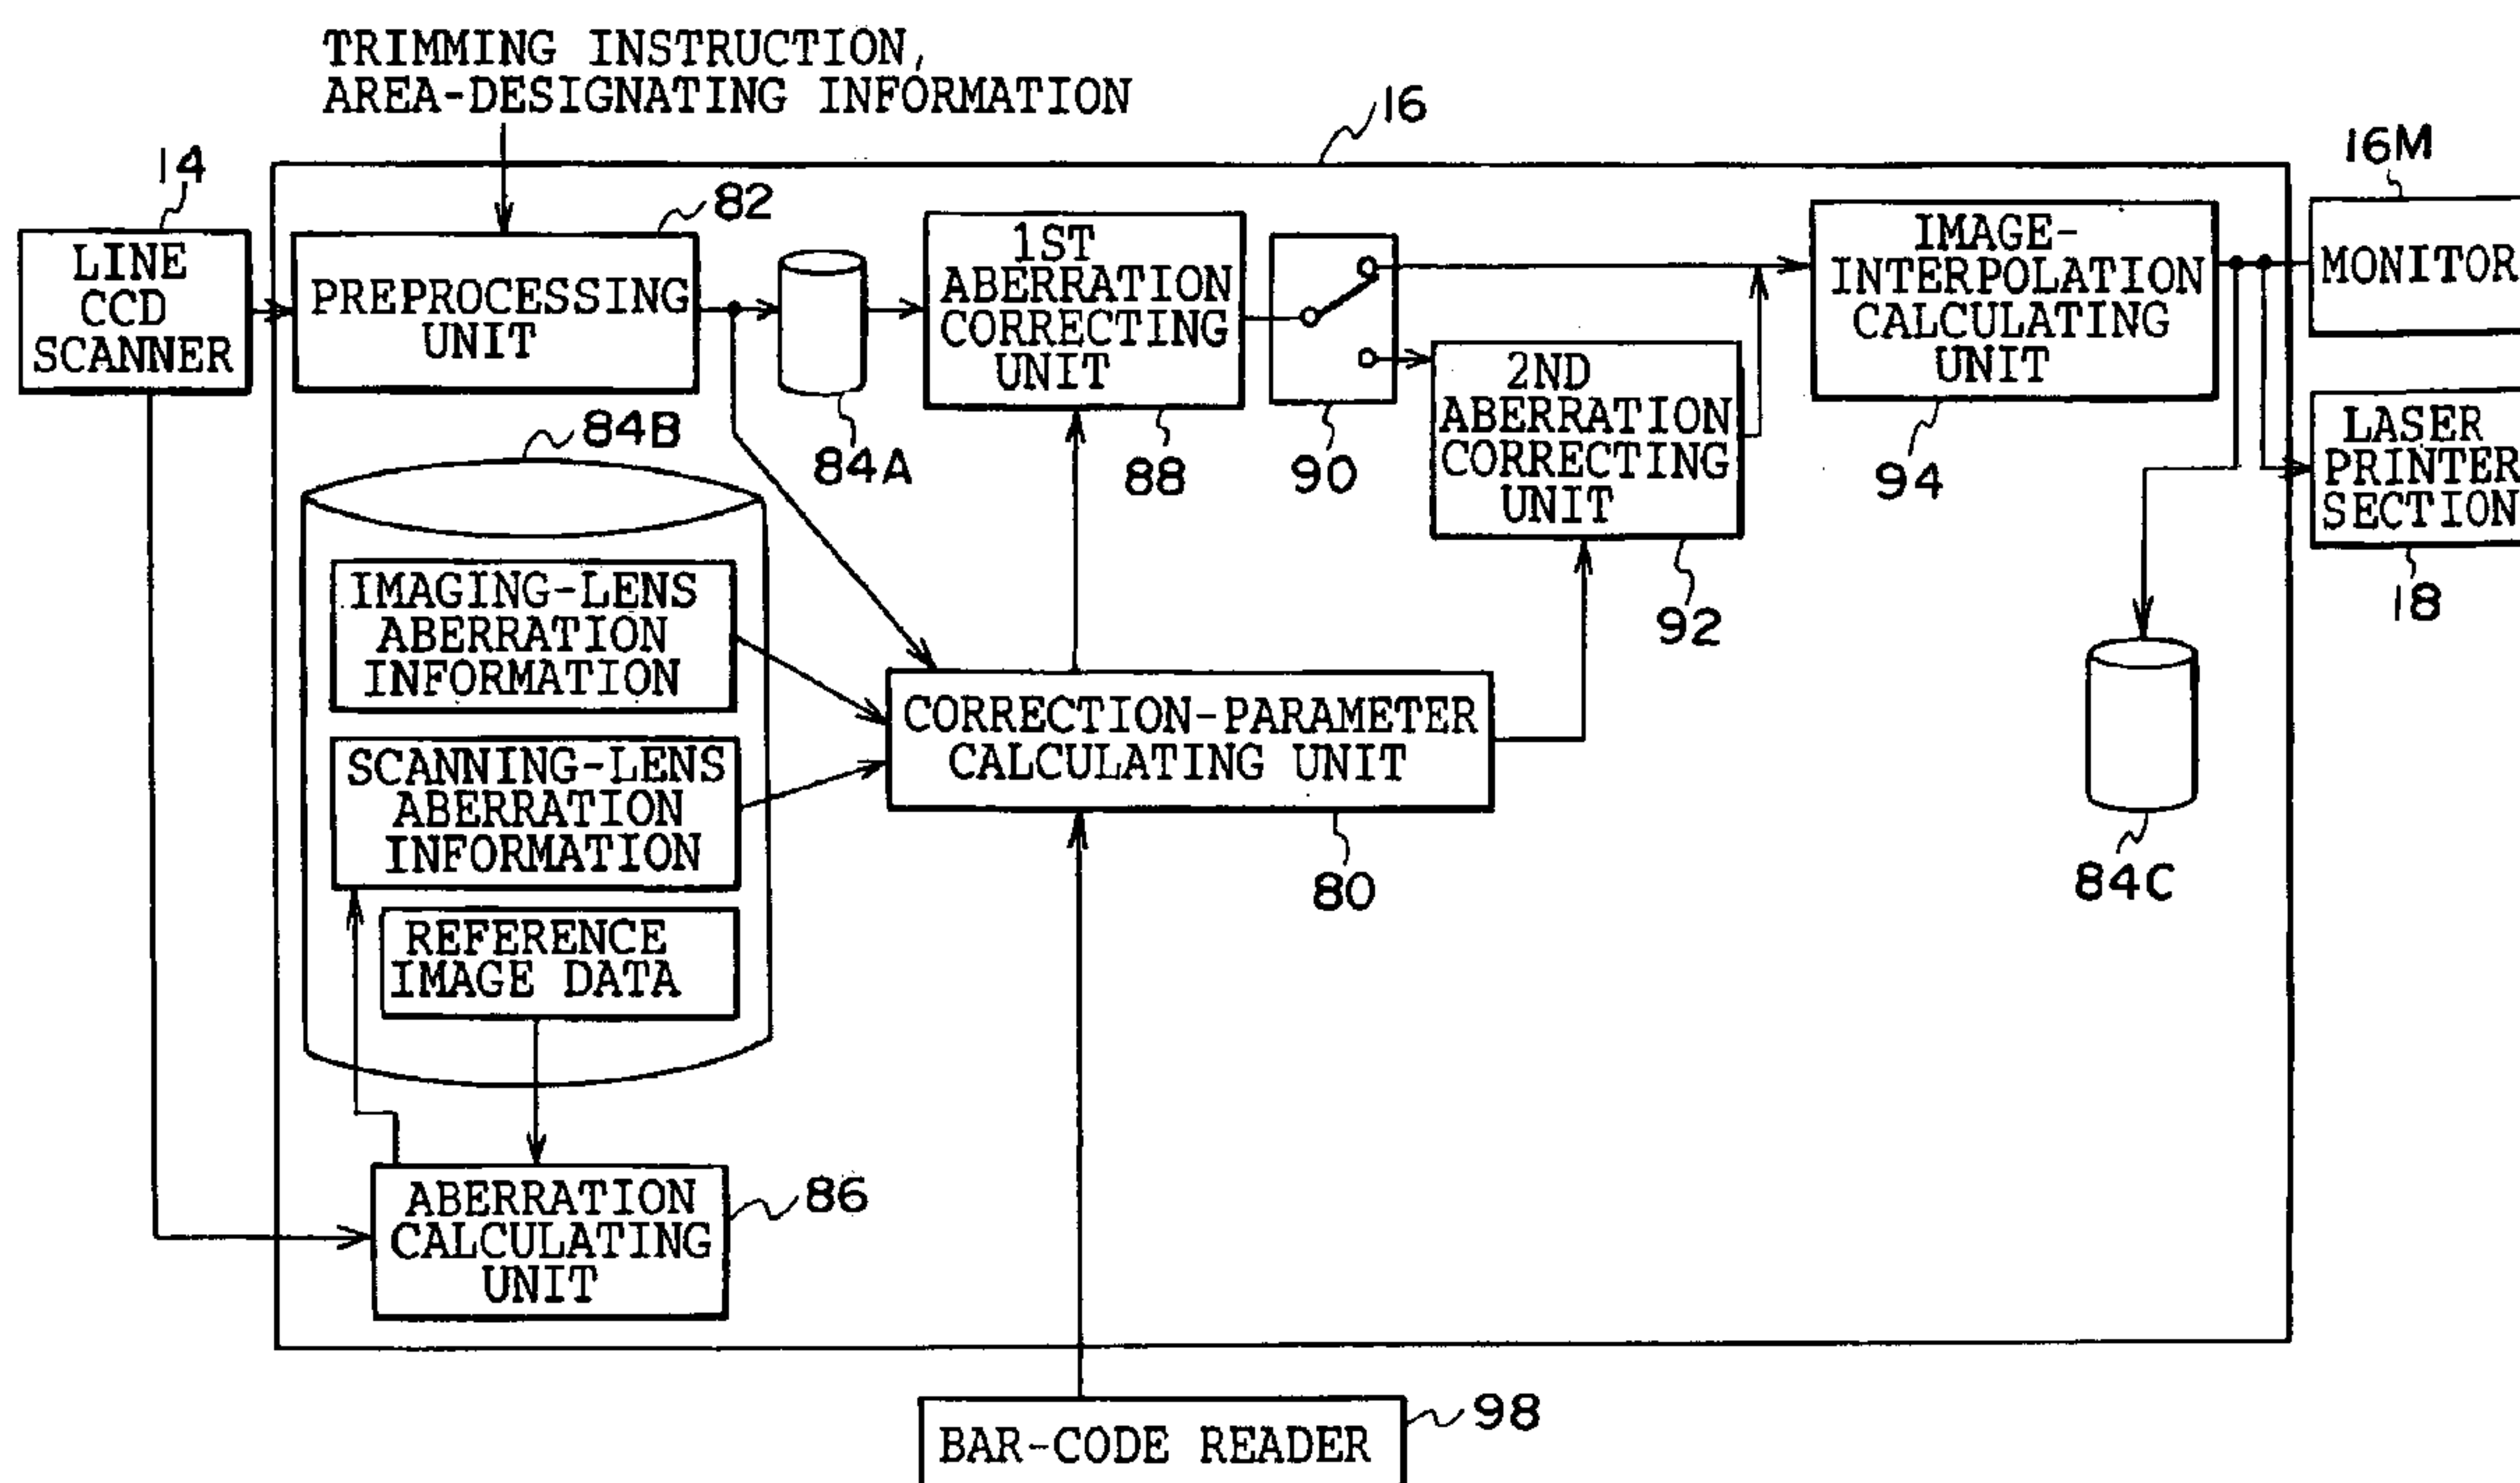 TRIMMING INSTRUCTION,
AREA-DESIGNATING INFORMATION
16
16M
14
82
LINE
CCD
SCANNER
PREPROCESSING
UNIT
1ST
ABERRATION
CORRECTING
UNIT
IMAGE-
INTERPOLATION
CALCULATING
UNIT
MONITOR
2ND
ABERRATION
CORRECTING
UNIT
LASER
PRINTER
SECTION
84B
84A
88
90
94
92
18
IMAGING-LENS
ABERRATION
INFORMATION
CORRECTION-PARAMETER
CALCULATING UNIT
SCANNING-LENS
ABERRATION
INFORMATION
80
84C
REFERENCE
IMAGE DATA
ABERRATION
CALCULATING
UNIT
86
BAR-CODE READER
98